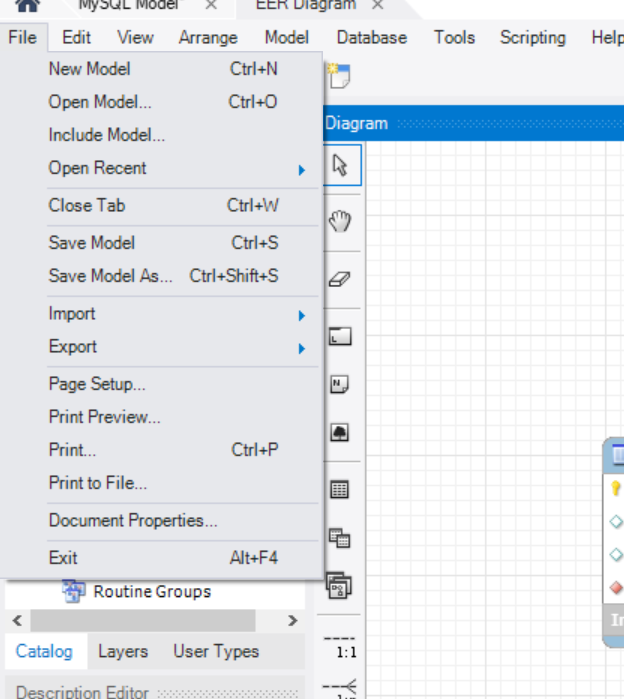 MySQL Model* ×
EER Diagram ×
File Edit View Arrange Model Database Tools Scripting Help
New Model Ctrl+N
Open Model... Ctrl+O
Include Model...
Open Recent
Close Tab Ctrl+W
Save Model Ctrl+S
Save Model As... Ctrl+Shift+S
Import
Export
Page Setup...
Print Preview...
Print... Ctrl+P
Print to File...
Document Properties...
Exit Alt+F4
Diagram
Routine Groups
Catalog Layers User Types
1:1
Description Editor